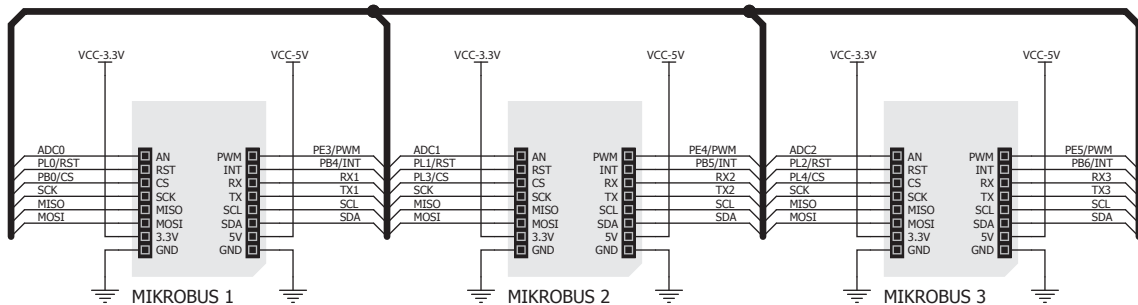 VCC-3.3V VCC-5V VCC-3.3V VCC-5V VCC-3.3V VCC-5V
ADC0 AN PWM PE3/PWM ADC1 AN PWM PE4/PWM ADC2 AN PWM PE5/PWM
PL0/RST RST INT PB4/INT PL1/RST RST INT PB5/INT PL2/RST RST INT PB6/INT
PB0/CS CS RX RX1 PL3/CS CS RX RX2 PL4/CS CS RX RX3
SCK SCK TX TX1 SCK SCK TX TX2 SCK SCK TX TX3
MISO MISO SCL SCL MISO MISO SCL SCL MISO MISO SCL SCL
MOSI MOSI SDA SDA MOSI MOSI SDA SDA MOSI MOSI SDA SDA
3.3V 5V 3.3V 5V 3.3V 5V
GND GND GND GND GND GND
MIKROBUS 1 MIKROBUS 2 MIKROBUS 3